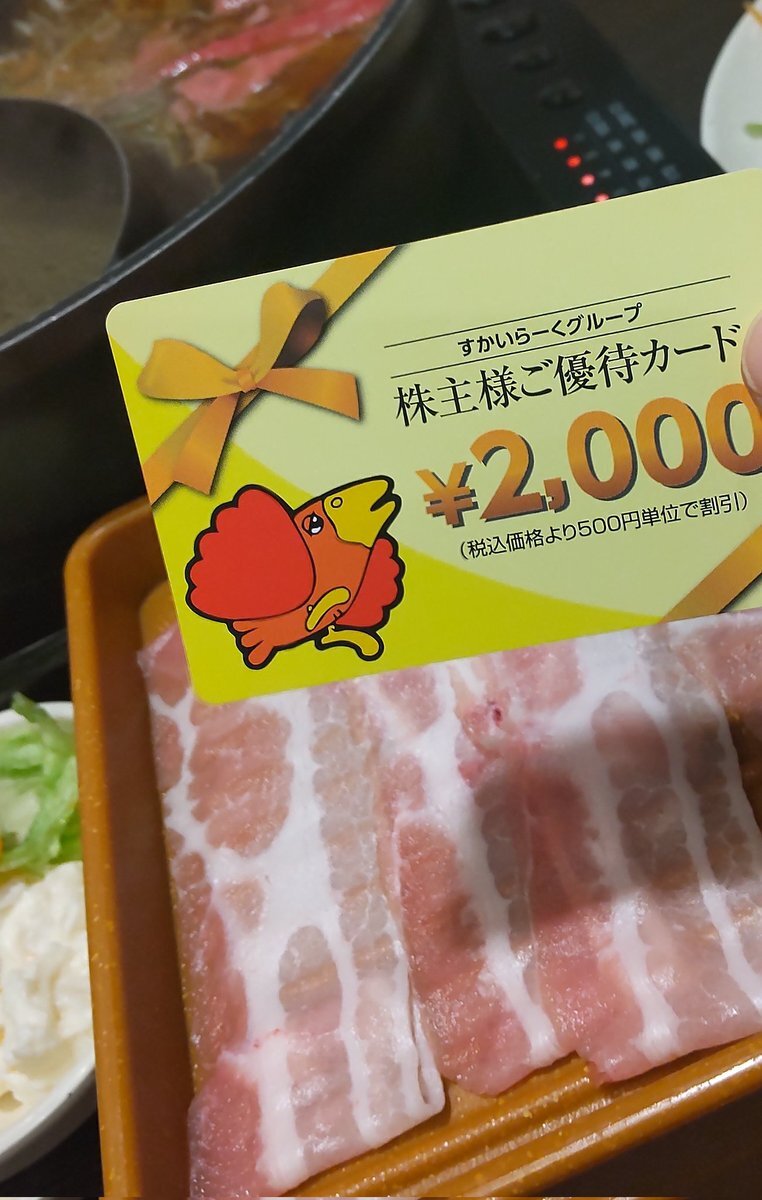 すかいらーくグループ
株主様ご優待カード
¥2,000
(税込価格より500円単位で割引)